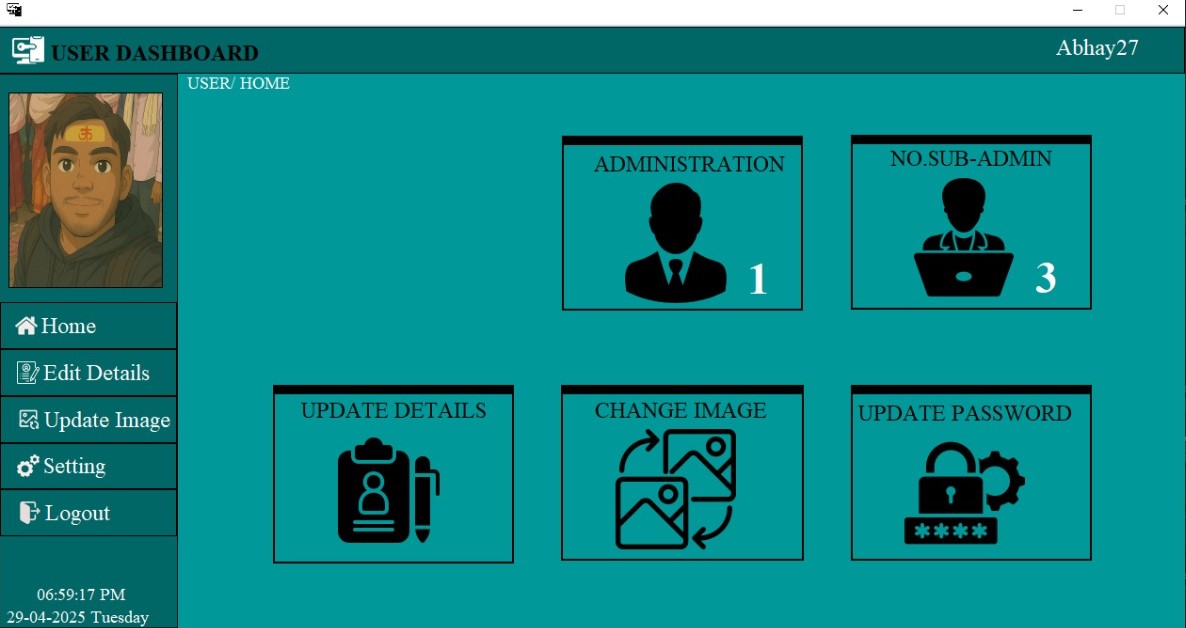 USER DASHBOARD
Abhay27
USER/ HOME
ADMINISTRATION
1
NO.SUB-ADMIN
3
Home
Edit Details
Update Image
Setting
Logout
UPDATE DETAILS
CHANGE IMAGE
UPDATE PASSWORD
****
06:59:17 PM
29-04-2025 Tuesday